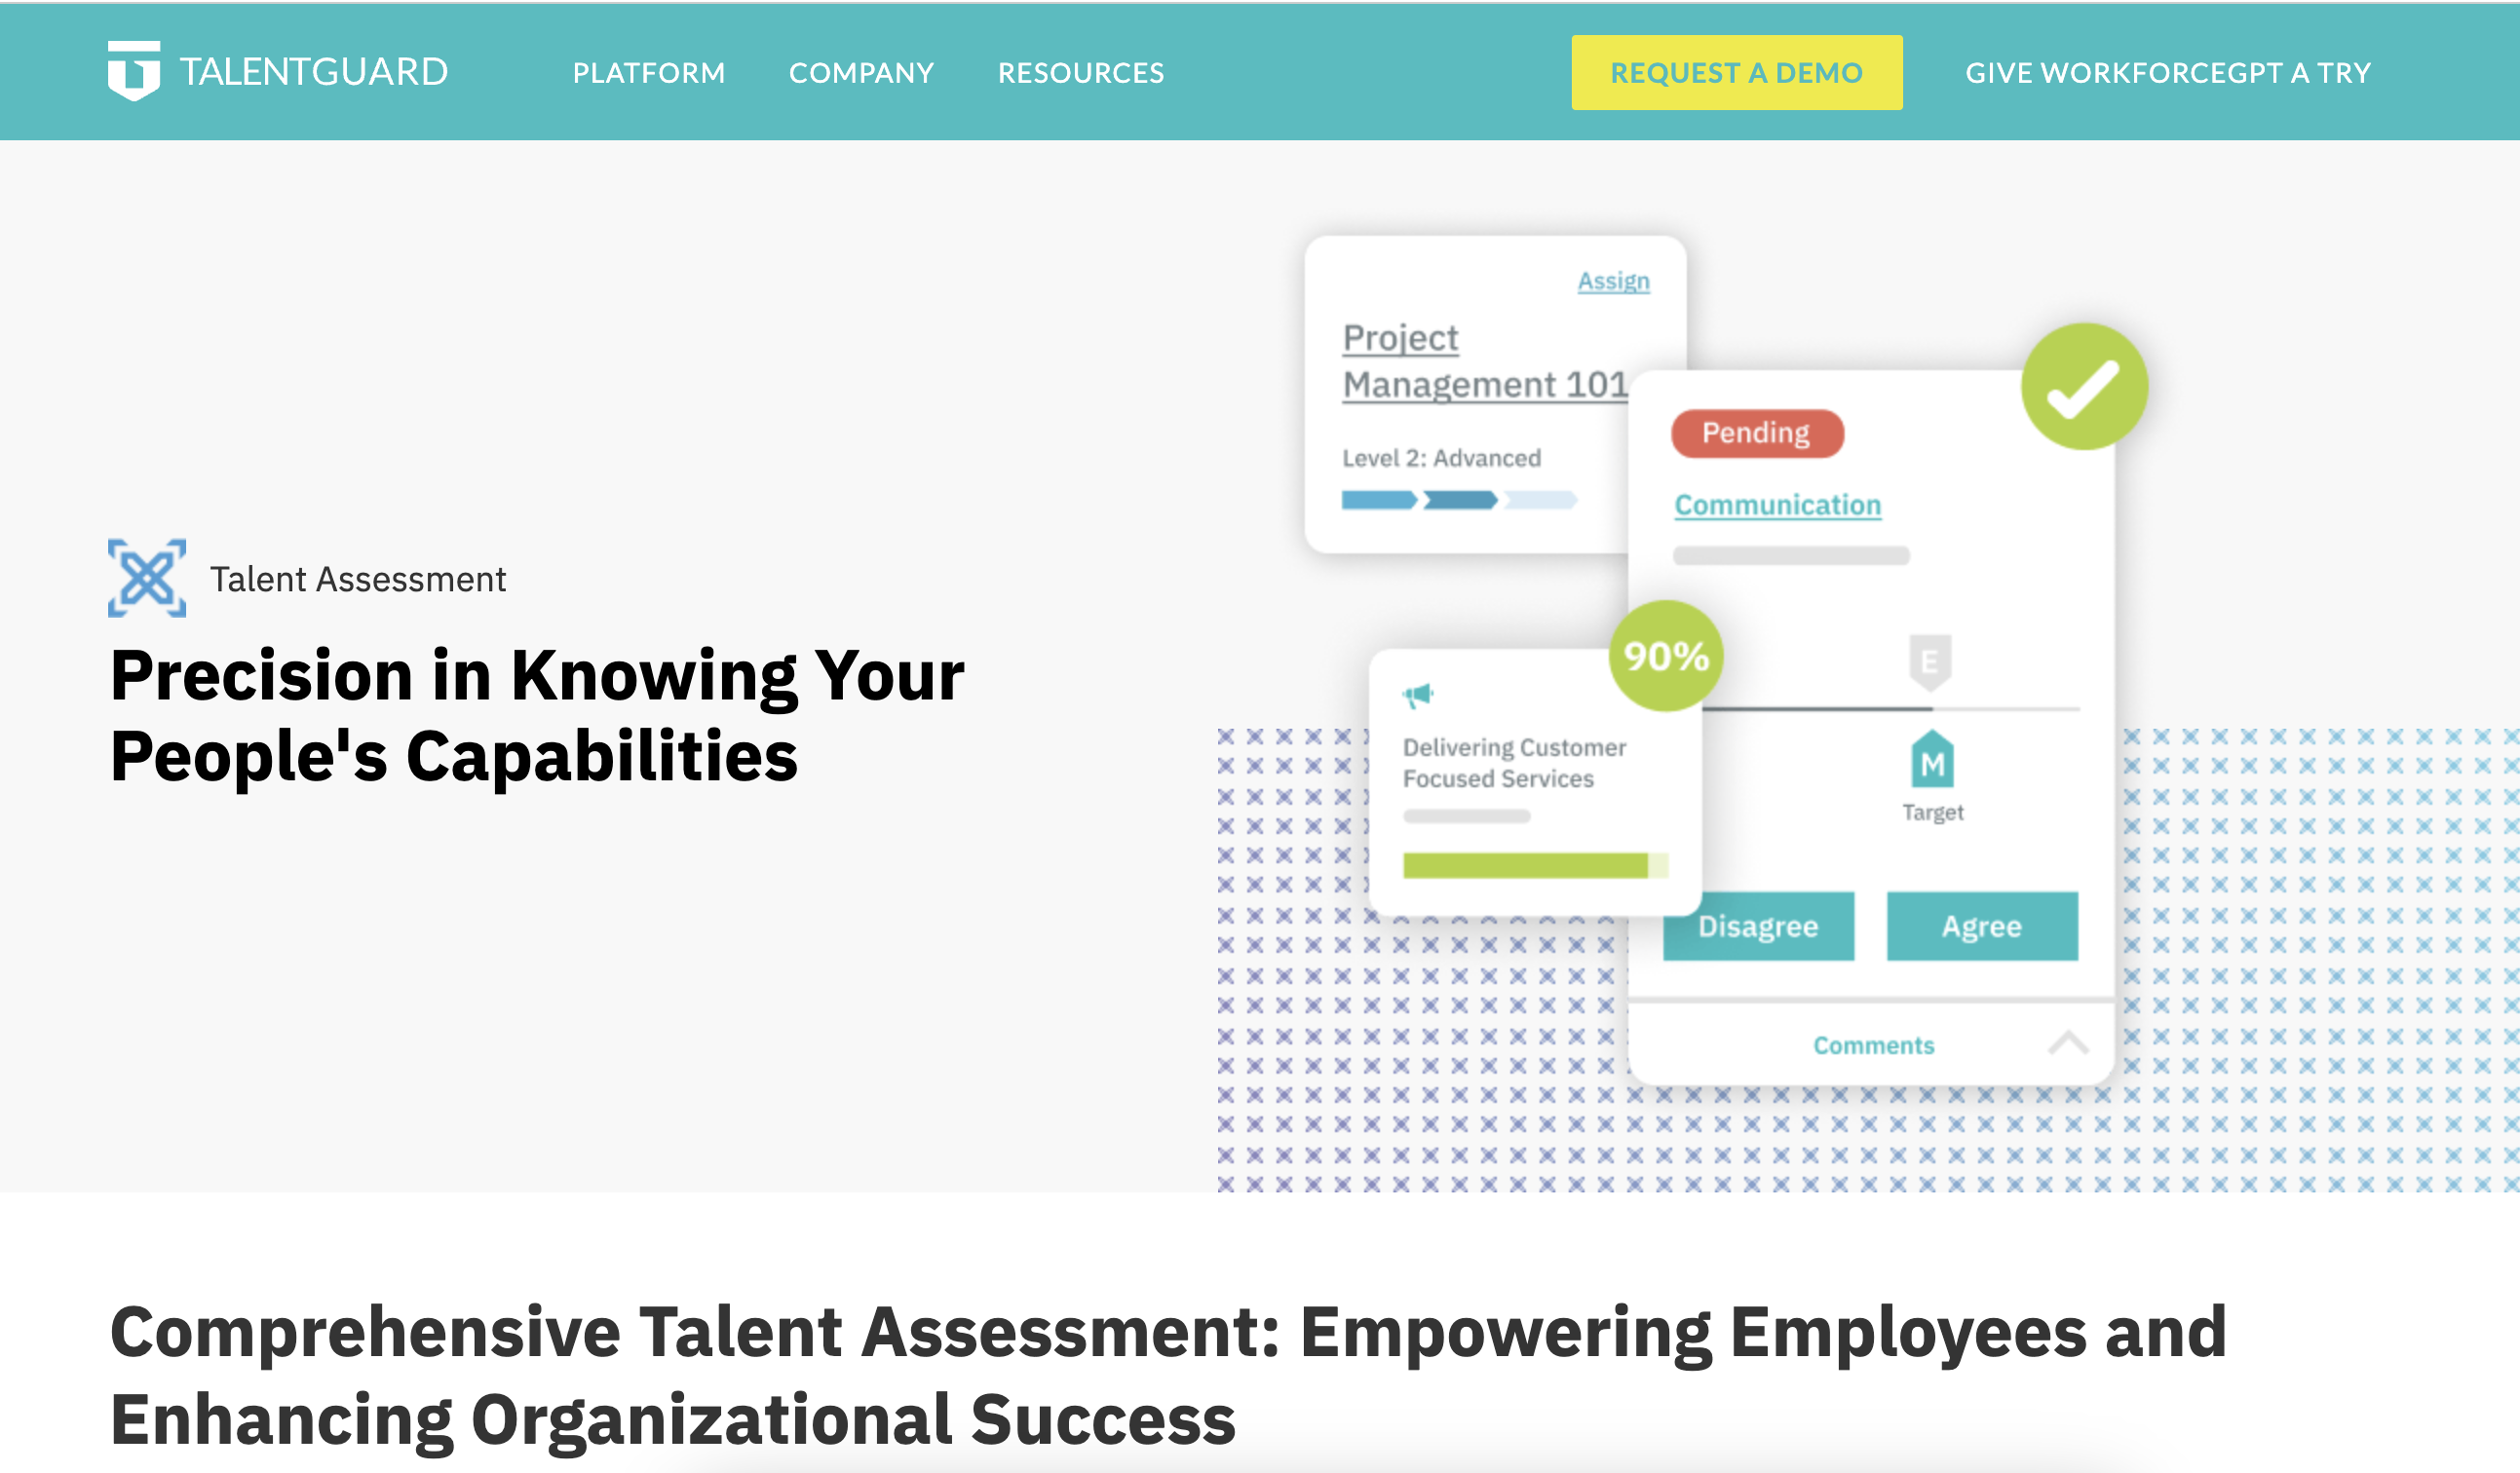 TALENTGUARD
PLATFORM
COMPANY
RESOURCES
REQUEST A DEMO
GIVE WORKFORCEGPT A TRY
Talent Assessment
Precision in Knowing Your
People's Capabilities
Assign
Project
Management 101
Level 2: Advanced
Pending
Communication
E
M
Target
90%
Delivering Customer
Focused Services
Disagree
Agree
Comments
Comprehensive Talent Assessment: Empowering Employees and
Enhancing Organizational Success